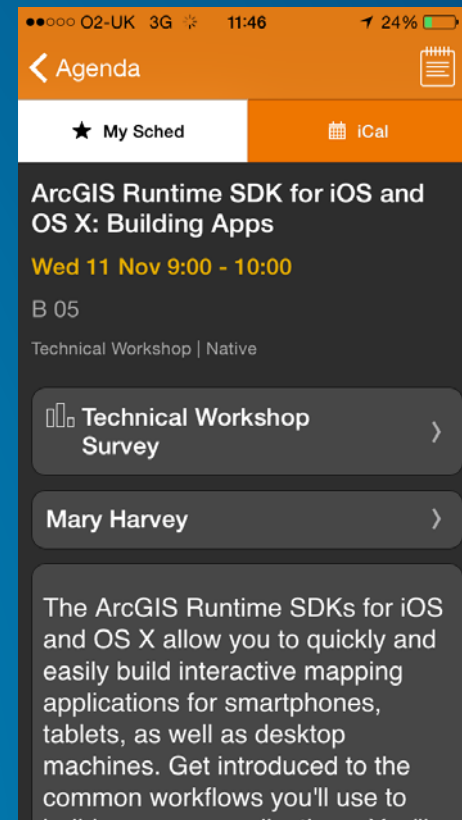 O2-UK 3G 11:46 24%
Agenda
My Sched iCal
ArcGIS Runtime SDK for iOS and
OS X: Building Apps
Wed 11 Nov 9:00 - 10:00
B 05
Technical Workshop | Native
Technical Workshop
Survey
Mary Harvey
The ArcGIS Runtime SDKs for iOS
and OS X allow you to quickly and
easily build interactive mapping
applications for smartphones,
tablets, as well as desktop
machines. Get introduced to the
common workflows you'll use to